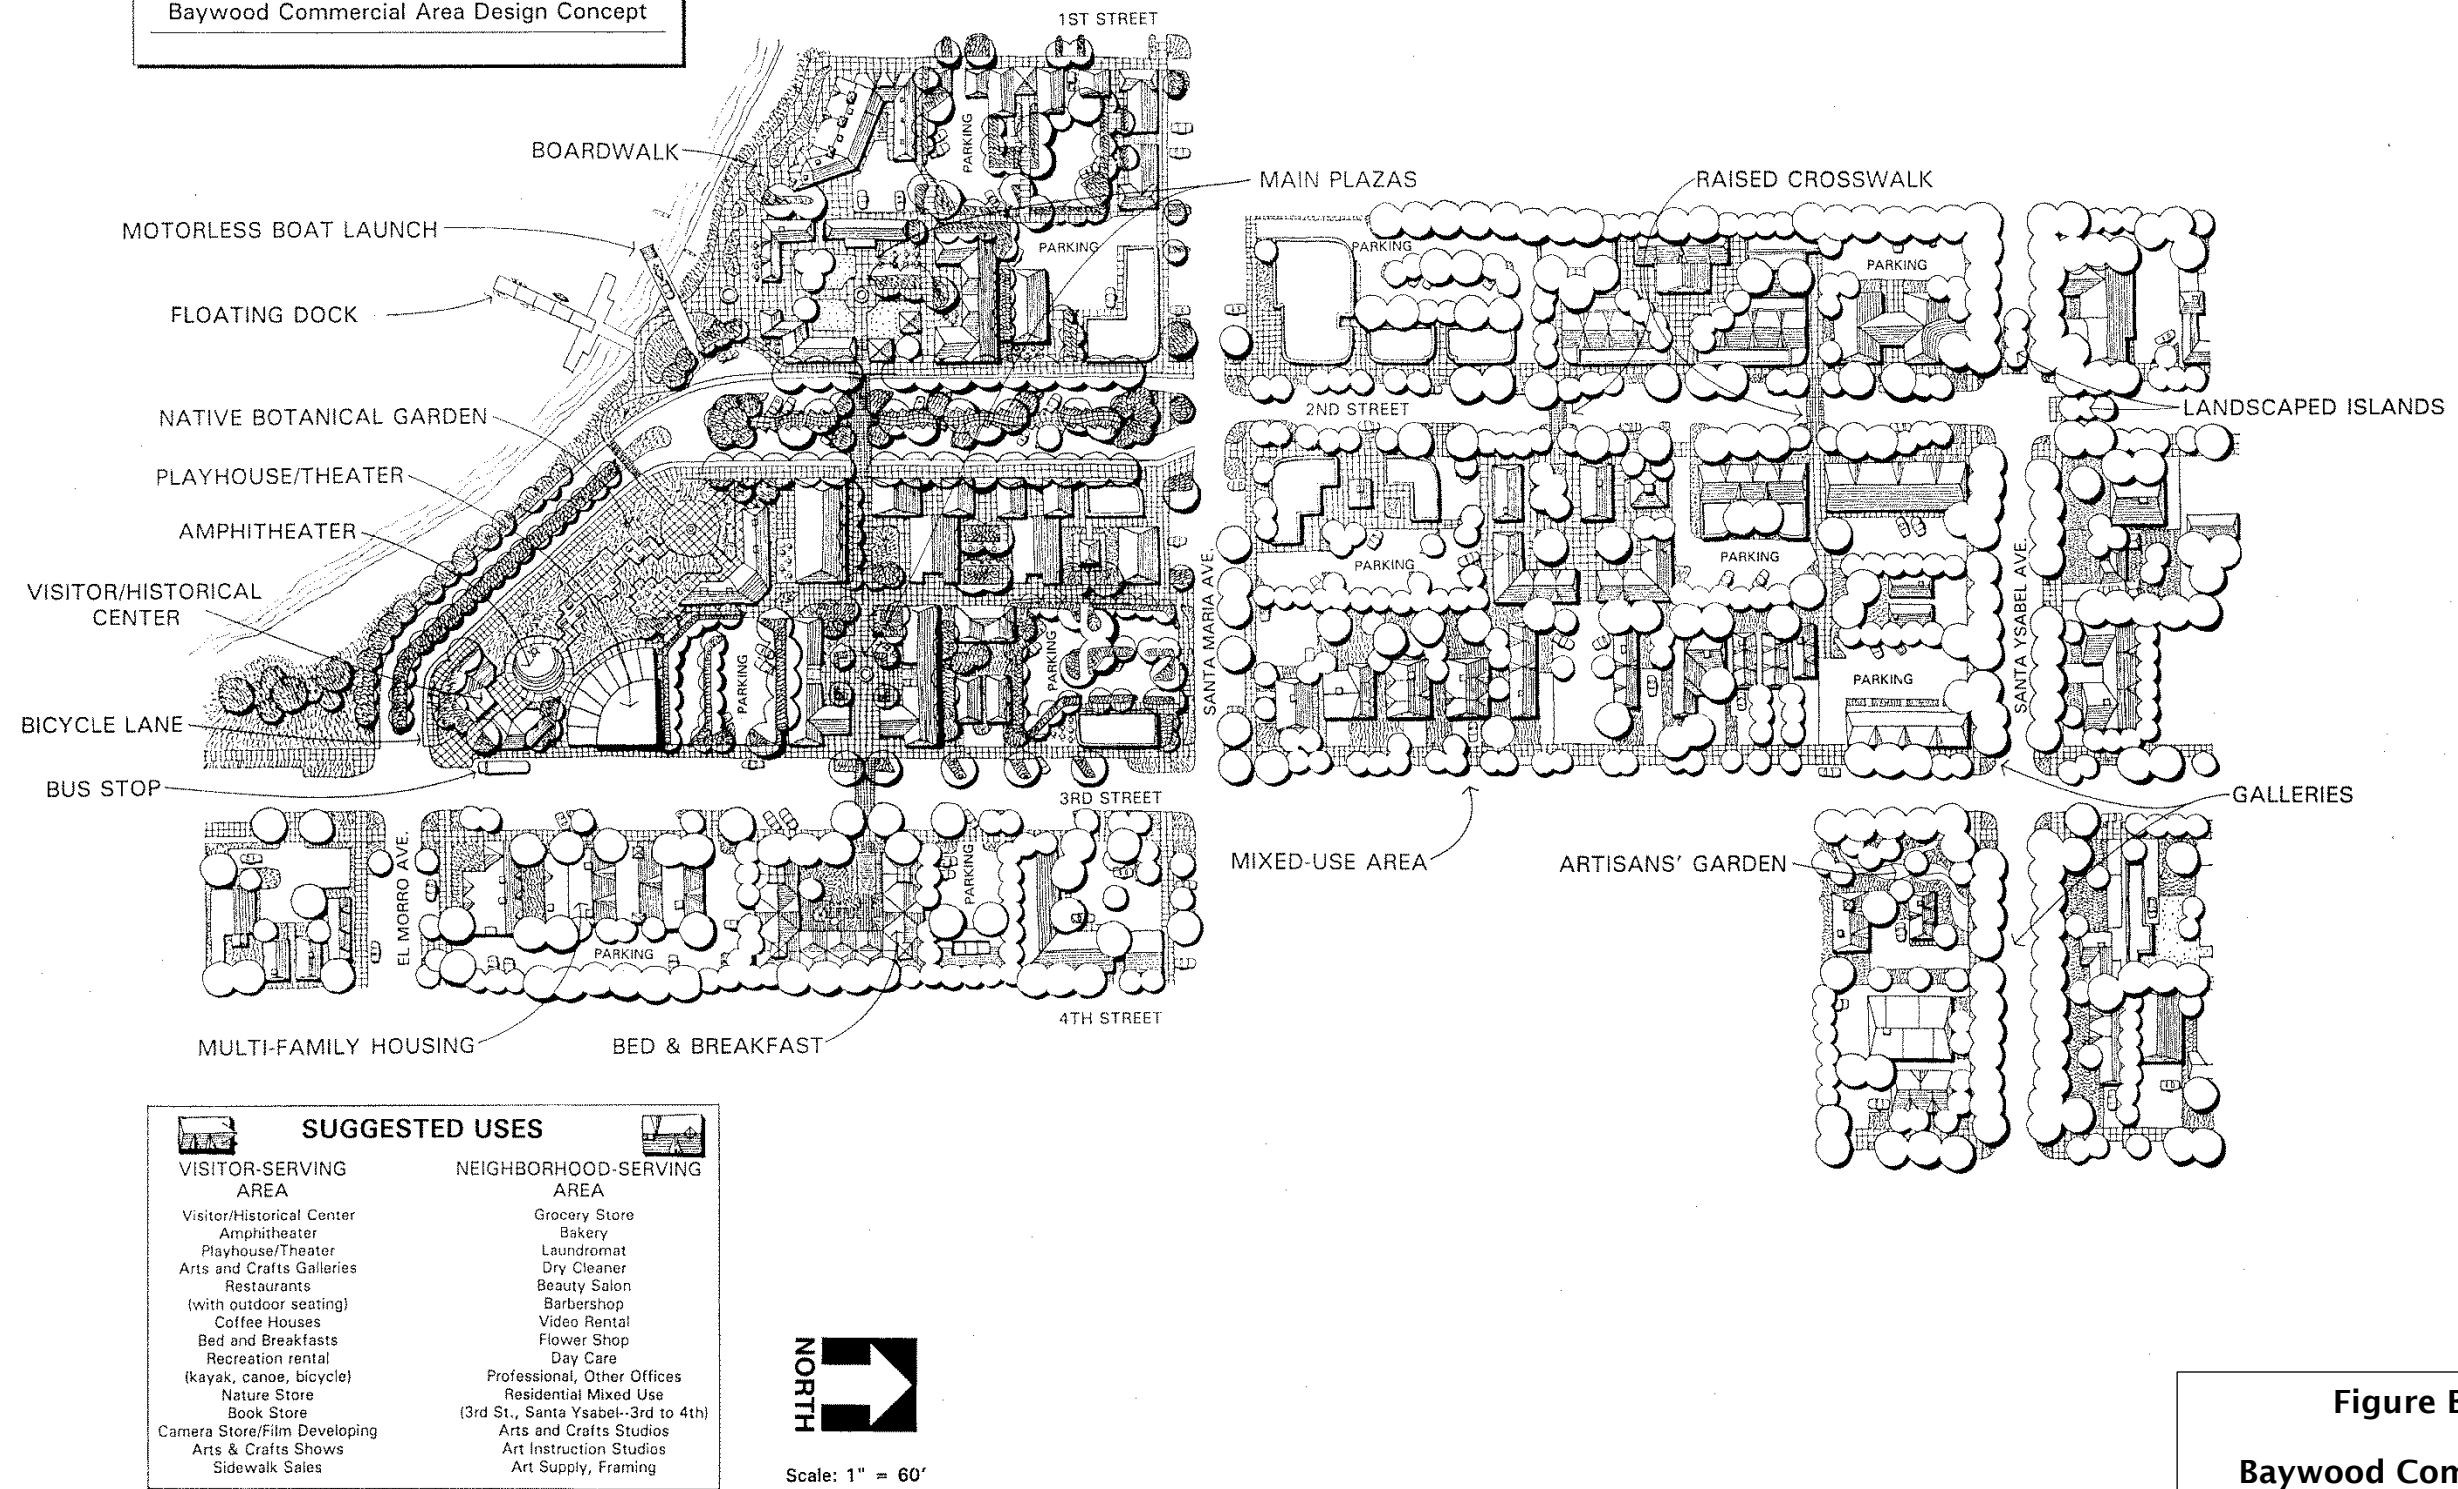 Baywood Commercial Area Design Concept
1ST STREET
BOARDWALK
PARKING
MAIN PLAZAS
RAISED CROSSWALK
MOTORLESS BOAT LAUNCH
PARKING
PARKING
PARKING
FLOATING DOCK
NATIVE BOTANICAL GARDEN
2ND STREET
LANDSCAPED ISLANDS
PLAYHOUSE/THEATER
AMPHITHEATER
PARKING
PARKING
VISITOR/HISTORICAL
CENTER
SANTA MARIA AVE.
SANTA YSABEL AVE.
PARKING
PARKING
PARKING
BICYCLE LANE
BUS STOP
3RD STREET
GALLERIES
EL MORRO AVE.
PARKING
MIXED-USE AREA
ARTISANS' GARDEN
PARKING
4TH STREET
MULTI-FAMILY HOUSING
BED & BREAKFAST
SUGGESTED USES
VISITOR-SERVING
AREA
Visitor/Historical Center
Amphitheater
Playhouse/Theater
Arts and Crafts Galleries
Restaurants
(with outdoor seating)
Coffee Houses
Bed and Breakfasts
Recreation rental
(kayak, canoe, bicycle)
Nature Store
Book Store
Camera Store/Film Developing
Arts & Crafts Shows
Sidewalk Sales
NEIGHBORHOOD-SERVING
AREA
Grocery Store
Bakery
Laundromat
Dry Cleaner
Beauty Salon
Barbershop
Video Rental
Flower Shop
Day Care
Professional, Other Offices
Residential Mixed Use
(3rd St., Santa Ysabel--3rd to 4th)
Arts and Crafts Studios
Art Instruction Studios
Art Supply, Framing
NORTH
Scale: 1" = 60'
Figure
Baywood